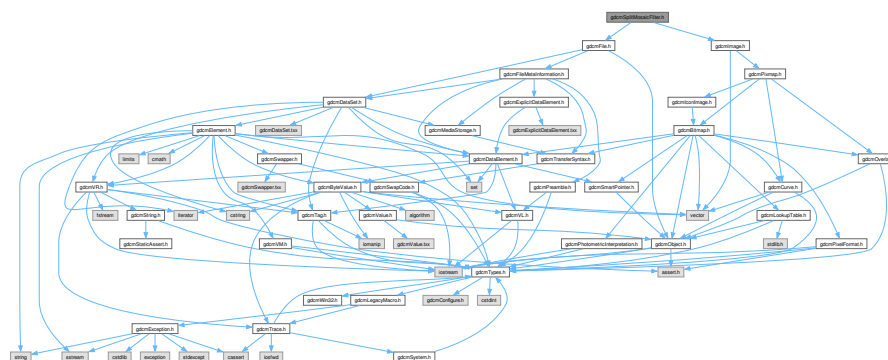 gdcmSplitMosaicFilter.h
gdcmFile.h
gdcmImage.h
gdcmFileMetaInformation.h
gdcmPixmap.h
gdcmDataSet.h
gdcmExplicitDataElement.h
gdcmIconImage.h
gdcmElement.h
gdcmDataSet.txx
gdcmMediaStorage.h
gdcmExplicitDataElement.txx
gdcmBitmap.h
limits
cmath
gdcmSwapper.h
gdcmDataElement.h
gdcmTransferSyntax.h
gdcmOverlay.h
gdcmVR.h
gdcmSwapper.txx
gdcmByteValue.h
gdcmSwapCode.h
set
gdcmPreamble.h
gdcmSmartPointer.h
gdcmCurve.h
fstream
gdcmString.h
iterator
cstring
gdcmTag.h
gdcmValue.h
algorithm
gdcmVL.h
vector
gdcmLookupTable.h
gdcmStaticAssert.h
gdcmVM.h
iomanip
gdcmValue.txx
gdcmPhotometricInterpretation.h
gdcmObject.h
stdlib.h
gdcmPixelFormat.h
iostream
gdcmTypes.h
assert.h
gdcmWin32.h
gdcmLegacyMacro.h
gdcmConfigure.h
cstdint
gdcmException.h
gdcmTrace.h
string
sstream
cstdlib
exception
stdexcept
cassert
iosfwd
gdcmSystem.h